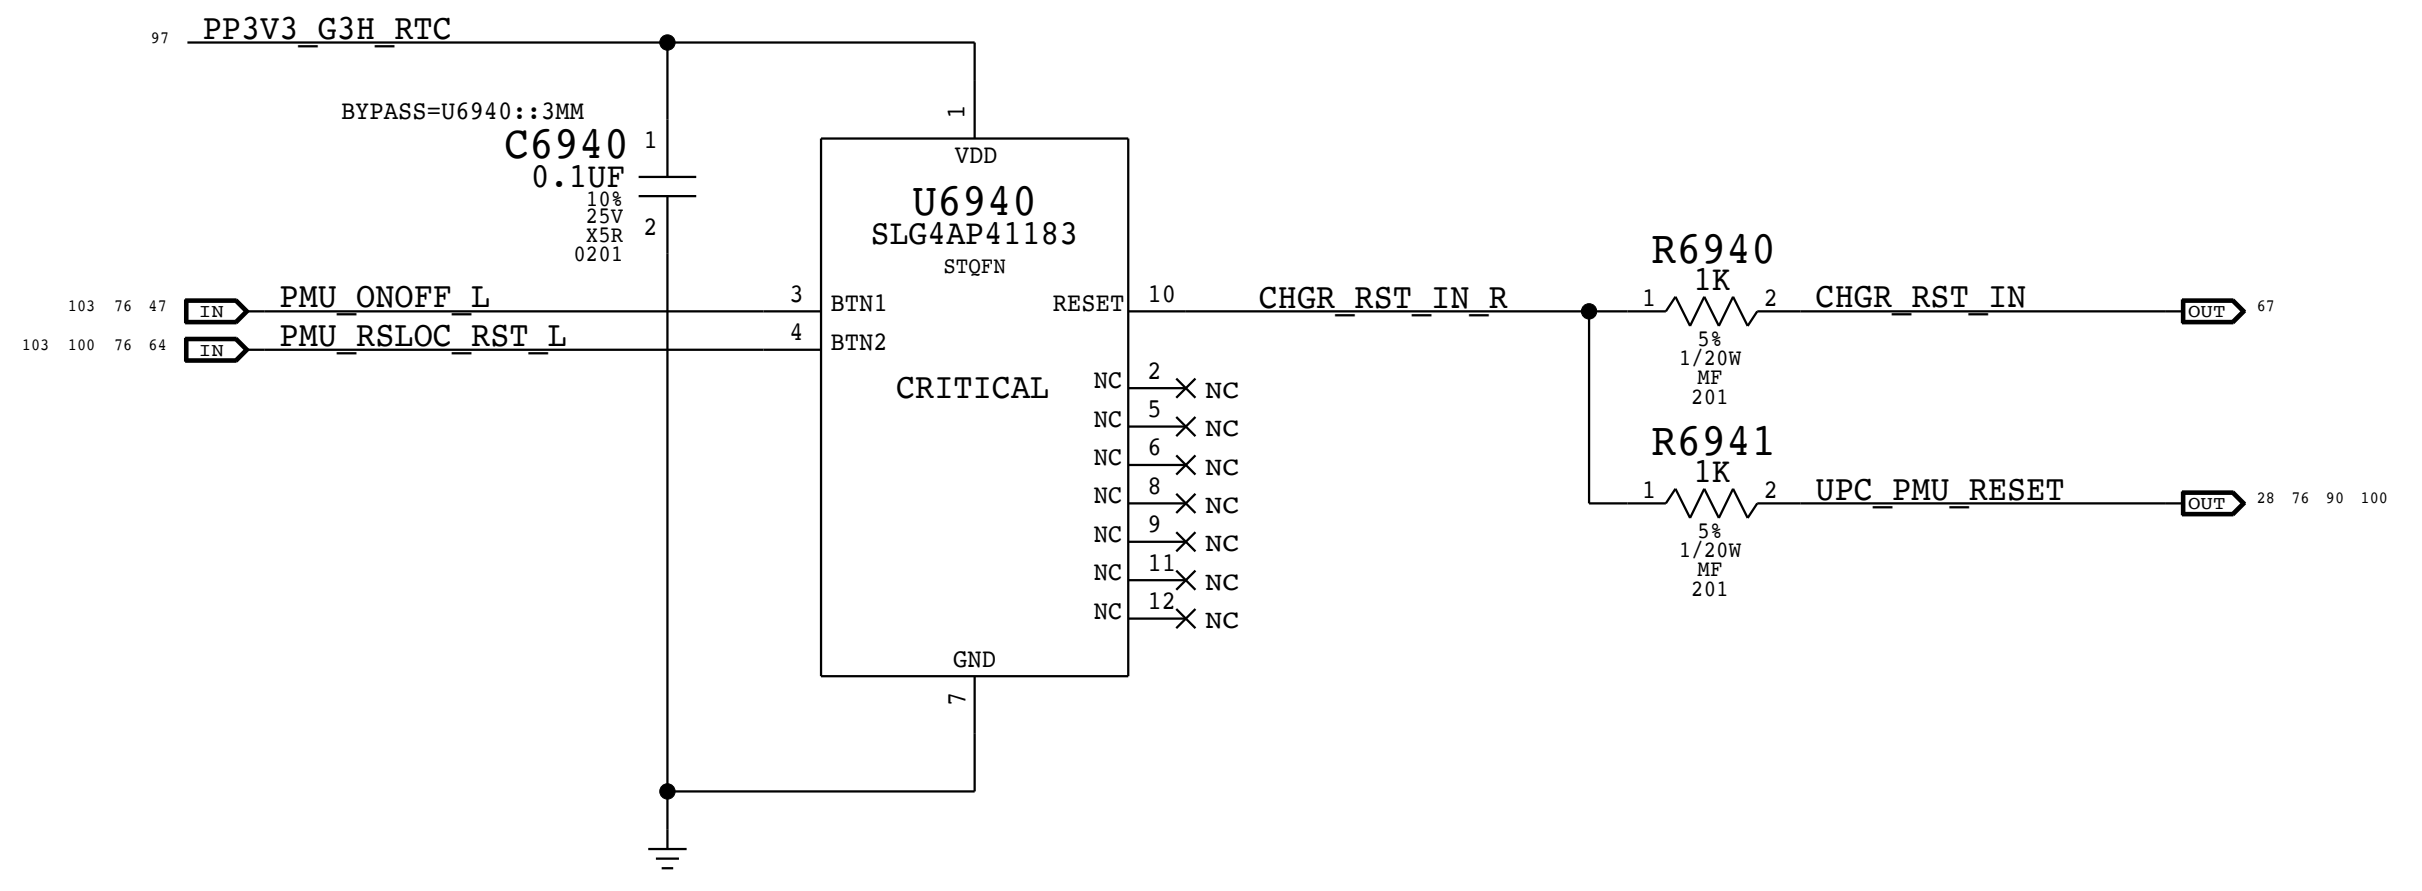 97 PP3V3_G3H_RTC
BYPASS=U6940::3MM
C6940
0.1UF
10%
25V
X5R
0201
1
2
1
VDD
U6940
SLG4AP41183
STQFN
CRITICAL
103 76 47 IN PMU_ONOFF_L 3 BTN1
103 100 76 64 IN PMU_RSLOC_RST_L 4 BTN2
RESET 10 CHGR_RST_IN_R
NC 2 NC
NC 5 NC
NC 6 NC
NC 8 NC
NC 9 NC
NC 11 NC
NC 12 NC
GND
7
R6940
1K
1 2 CHGR_RST_IN OUT 67
5%
1/20W
MF
201
R6941
1K
1 2 UPC_PMU_RESET OUT 28 76 90 100
5%
1/20W
MF
201